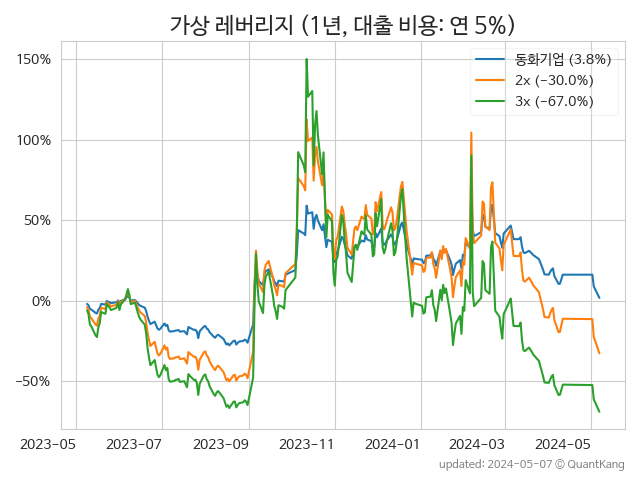 가상 레버리지 (1년, 대출 비용: 연 5%)
동화기업 (3.8%)
2x (−30.0%)
3x (−67.0%)
150%
100%
50%
0%
−50%
2023−05 2023−07 2023−09 2023−11 2024−01 2024−03 2024−05
updated: 2024-05-07 © QuantKang